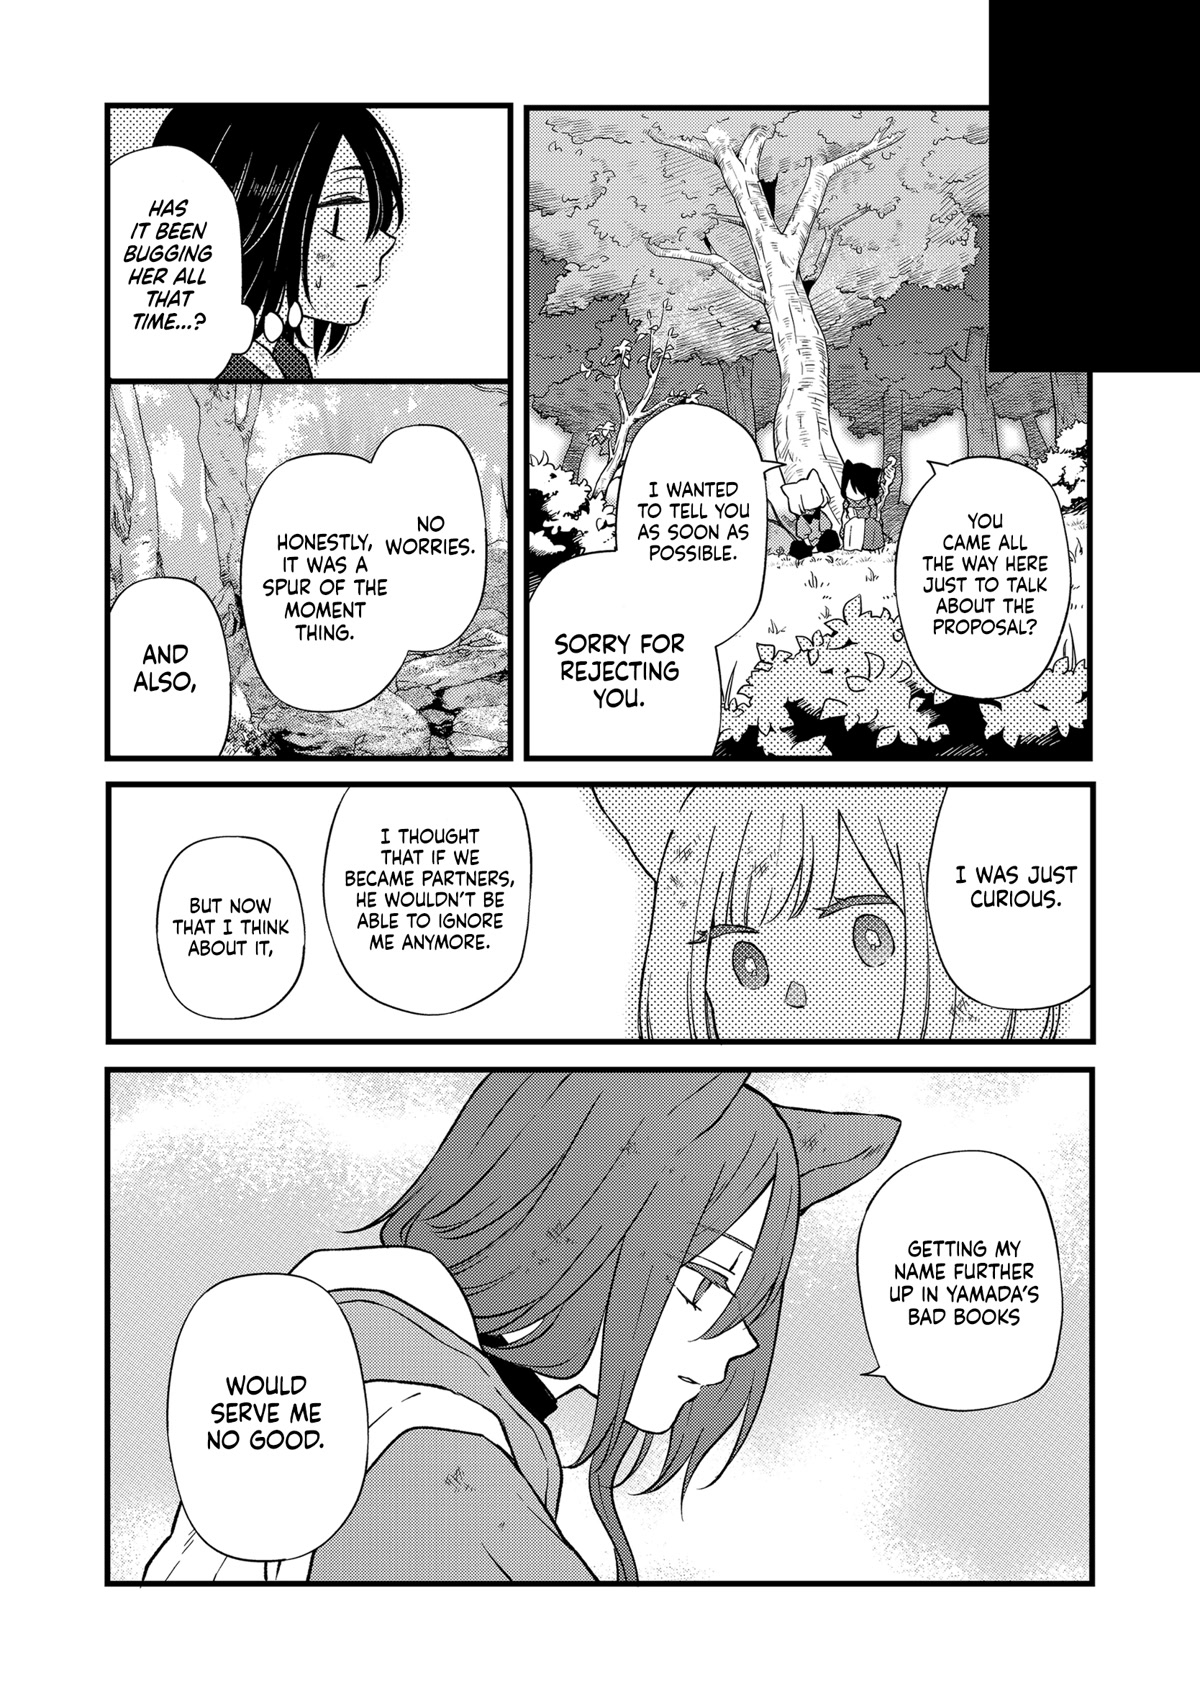 YOU
CAME ALL
THE WAY HERE
JUST TO TALK
ABOUT THE
PROPOSAL?
I WANTED
TO TELL YOU
AS SOON AS
POSSIBLE.
SORRY FOR
REJECTING
YOU.
HAS
IT BEEN
BUGGING
HER ALL
THAT
TIME...?
NO
WORRIES.
HONESTLY,
IT WAS A
SPUR OF THE
MOMENT
THING.
AND
ALSO,
I WAS JUST
CURIOUS.
I THOUGHT
THAT IF WE
BECAME PARTNERS,
HE WOULDN'T BE
ABLE TO IGNORE
ME ANYMORE.
BUT NOW
THAT I THINK
ABOUT IT,
GETTING MY
NAME FURTHER
UP IN YAMADA'S
BAD BOOKS
WOULD
SERVE ME
NO GOOD.